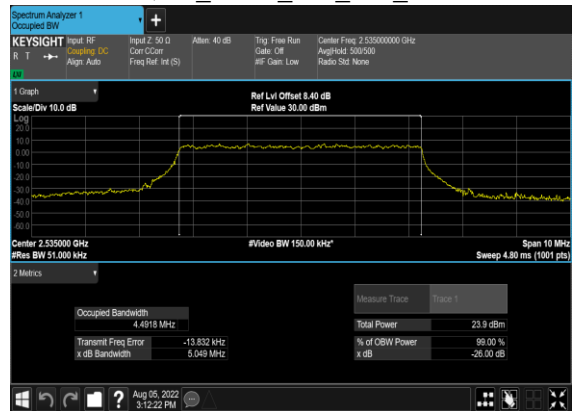 Spectrum Analyzer 1
Occupied BW
+
KEYSIGHT Input: RF Input Z: 50 Ω Atten: 40 dB Trig: Free Run Center Freq: 2.535000000 GHz
R T Coupling: DC Corr CCorr Gate: Off Avg|Hold: 500/500
Align: Auto Freq Ref: Int (S) #IF Gain: Low Radio Std: None
1 Graph
Scale/Div 10.0 dB Ref Lvl Offset 8.40 dB
Ref Value 30.00 dBm
Log
20.0
10.0
0.00
-10.0
-20.0
-30.0
-40.0
-50.0
-60.0
Center 2.535000 GHz #Video BW 150.00 kHz* Span 10 MHz
#Res BW 51.000 kHz Sweep 4.80 ms (1001 pts)
2 Metrics
Measure Trace Trace 1
Occupied Bandwidth
4.4918 MHz Total Power 23.9 dBm
Transmit Freq Error -13.832 kHz % of OBW Power 99.00 %
x dB Bandwidth 5.049 MHz x dB -26.00 dB
? Aug 05, 2022
3:12:22 PM